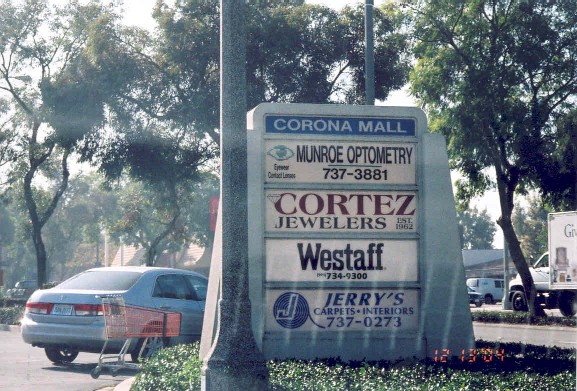 CORONA MALL
MUNROE OPTOMETRY
Eyewear
Contact Lenses
737-3881
CORTEZ
JEWELERS EST. 1962
Westaff
734-9300
JERRY'S
CARPETS·INTERIORS
737-0273
12 13 '04